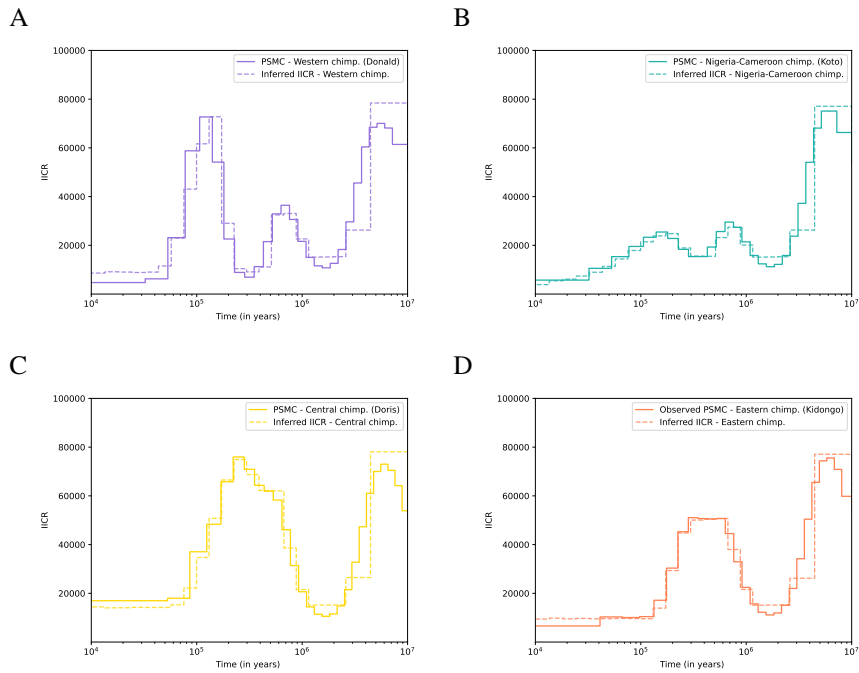 A
100000
80000
60000
40000
20000
IICR
PSMC - Western chimp. (Donald)
Inferred IICR - Western chimp.
10^4
10^5
10^6
10^7
Time (in years)
B
100000
80000
60000
40000
20000
IICR
PSMC - Nigeria-Cameroon chimp. (Koto)
Inferred IICR - Nigeria-Cameroon chimp.
10^4
10^5
10^6
10^7
Time (in years)
C
100000
80000
60000
40000
20000
IICR
PSMC - Central chimp. (Doris)
Inferred IICR - Central chimp.
10^4
10^5
10^6
10^7
Time (in years)
D
100000
80000
60000
40000
20000
IICR
Observed PSMC - Eastern chimp. (Kidongo)
Inferred IICR - Eastern chimp.
10^4
10^5
10^6
10^7
Time (in years)